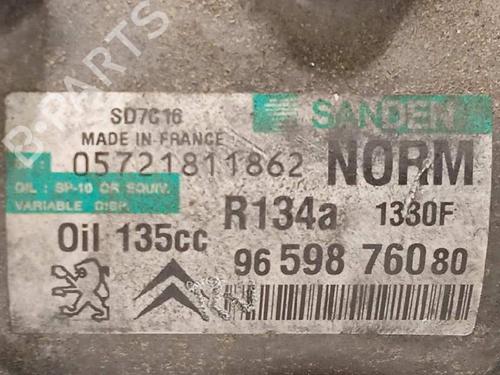 B-PARTS
SD7C16
SANDEN
MADE IN FRANCE
05721811862
NORM
OIL : SP-10 OR EQUIV.
VARIABLE DISP.
R134a 1330F
Oil 135cc
96 598 760 80